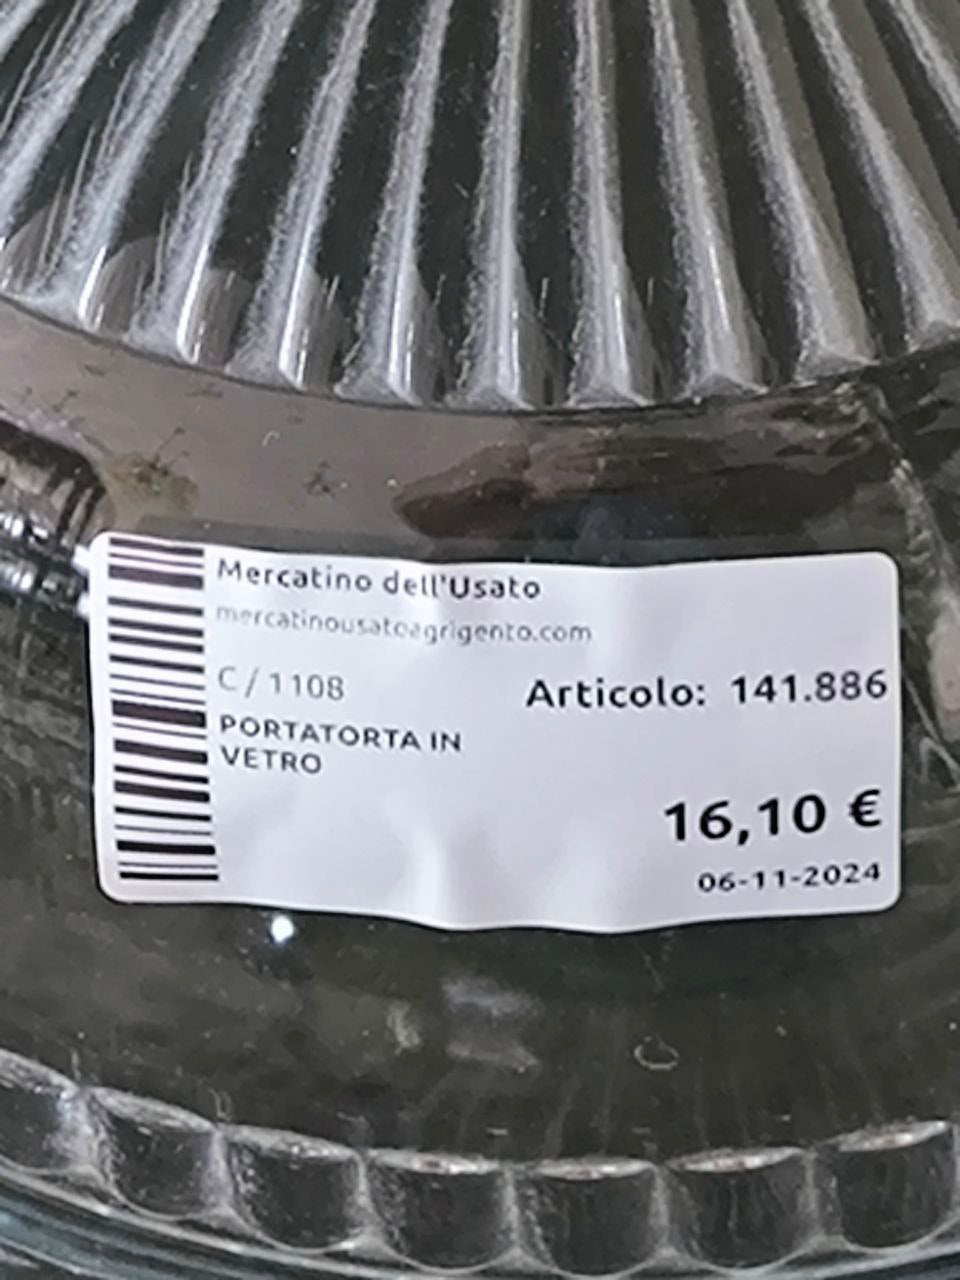 Mercatino dell'Usato
mercatinousatoagrigento.com
C / 1108
Articolo: 141.886
PORTATORTA IN
VETRO
16,10 €
06-11-2024